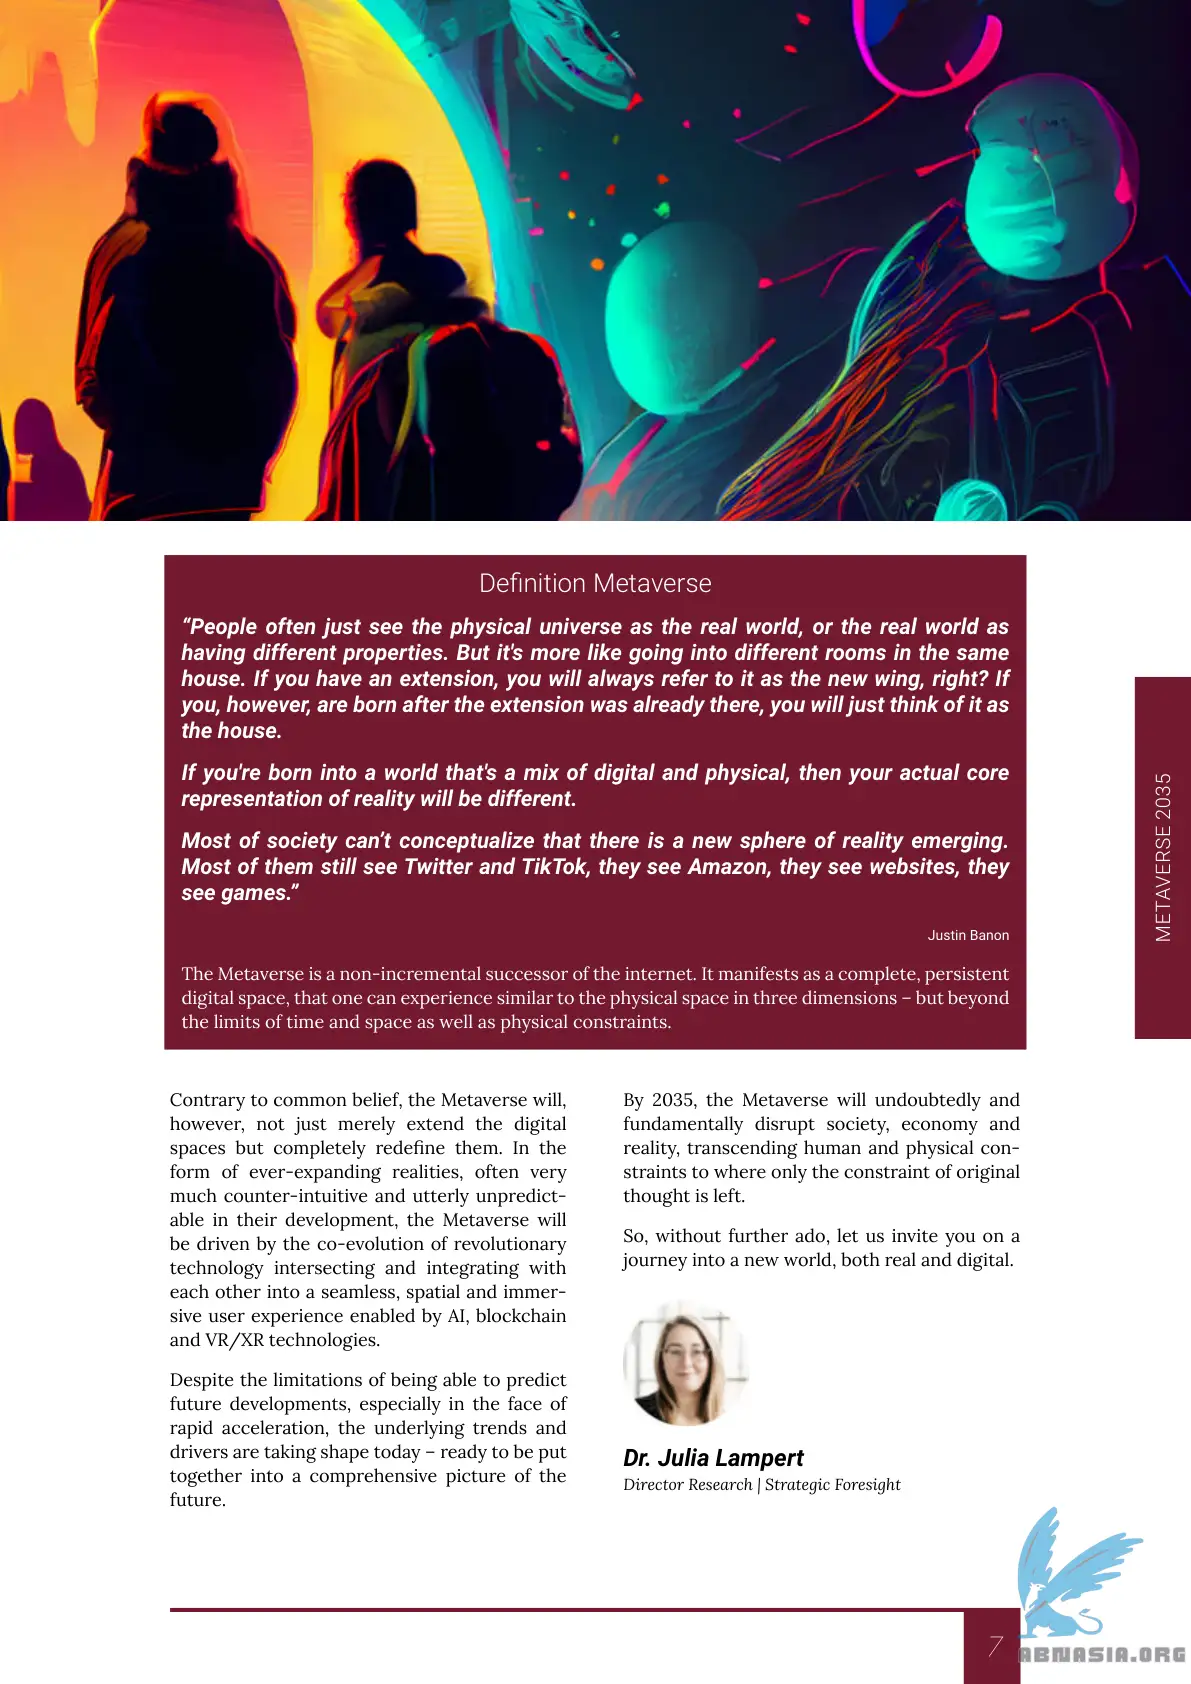 Definition Metaverse
“People often just see the physical universe as the real world, or the real world as
having different properties. But it's more like going into different rooms in the same
house. If you have an extension, you will always refer to it as the new wing, right? If
you, however, are born after the extension was already there, you will just think of it as
the house.
If you're born into a world that's a mix of digital and physical, then your actual core
representation of reality will be different.
Most of society can’t conceptualize that there is a new sphere of reality emerging.
Most of them still see Twitter and TikTok, they see Amazon, they see websites, they
see games.”
Justin Banon
The Metaverse is a non-incremental successor of the internet. It manifests as a complete, persistent
digital space, that one can experience similar to the physical space in three dimensions – but beyond
the limits of time and space as well as physical constraints.
METAVERSE 2035
Contrary to common belief, the Metaverse will,
however, not just merely extend the digital
spaces but completely redefine them. In the
form of ever-expanding realities, often very
much counter-intuitive and utterly unpredict-
able in their development, the Metaverse will
be driven by the co-evolution of revolutionary
technology intersecting and integrating with
each other into a seamless, spatial and immer-
sive user experience enabled by AI, blockchain
and VR/XR technologies.
Despite the limitations of being able to predict
future developments, especially in the face of
rapid acceleration, the underlying trends and
drivers are taking shape today – ready to be put
together into a comprehensive picture of the
future.
By 2035, the Metaverse will undoubtedly and
fundamentally disrupt society, economy and
reality, transcending human and physical con-
straints to where only the constraint of original
thought is left.
So, without further ado, let us invite you on a
journey into a new world, both real and digital.
Dr. Julia Lampert
Director Research | Strategic Foresight
7
ABNASIA.ORG